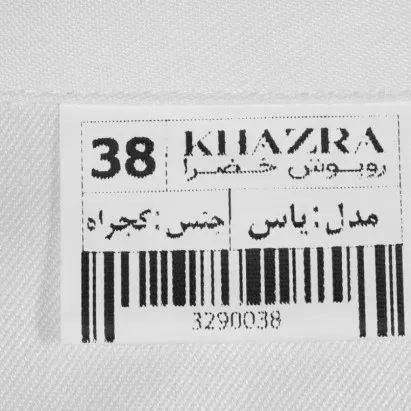 38 KHAZRA
روپوش خضرا
مدل : یاس جنس : کجراه
3290038